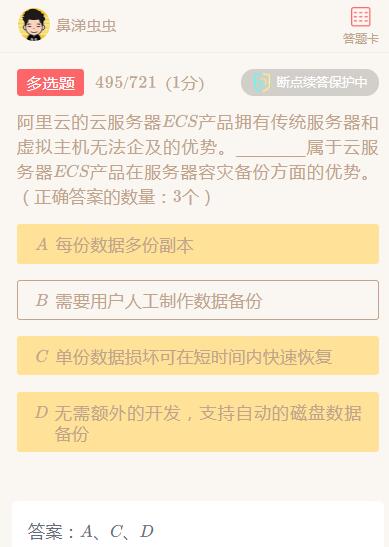 鼻涕虫虫
答题卡
多选题 495/721 (1分) 断点续答保护中
阿里云的云服务器ECS产品拥有传统服务器和
虚拟主机无法企及的优势。________属于云服
务器ECS产品在服务器容灾备份方面的优势。
（正确答案的数量：3个）
A 每份数据多份副本
B 需要用户人工制作数据备份
C 单份数据损坏可在短时间内快速恢复
D 无需额外的开发，支持自动的磁盘数据
备份
答案：A、C、D